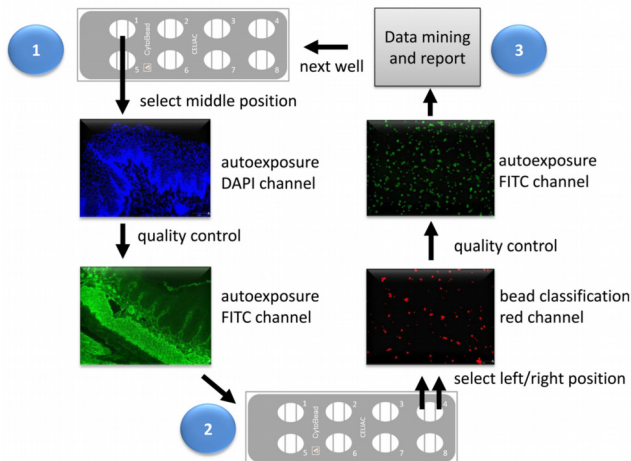 1
1
2
3
4
5
6
7
8
CytoBead
CELIAC
next well
Data mining
and report
3
select middle position
autoexposure
DAPI channel
autoexposure
FITC channel
quality control
quality control
autoexposure
FITC channel
bead classification
red channel
select left/right position
2
1
2
3
4
5
6
7
8
CytoBead
CELIAC